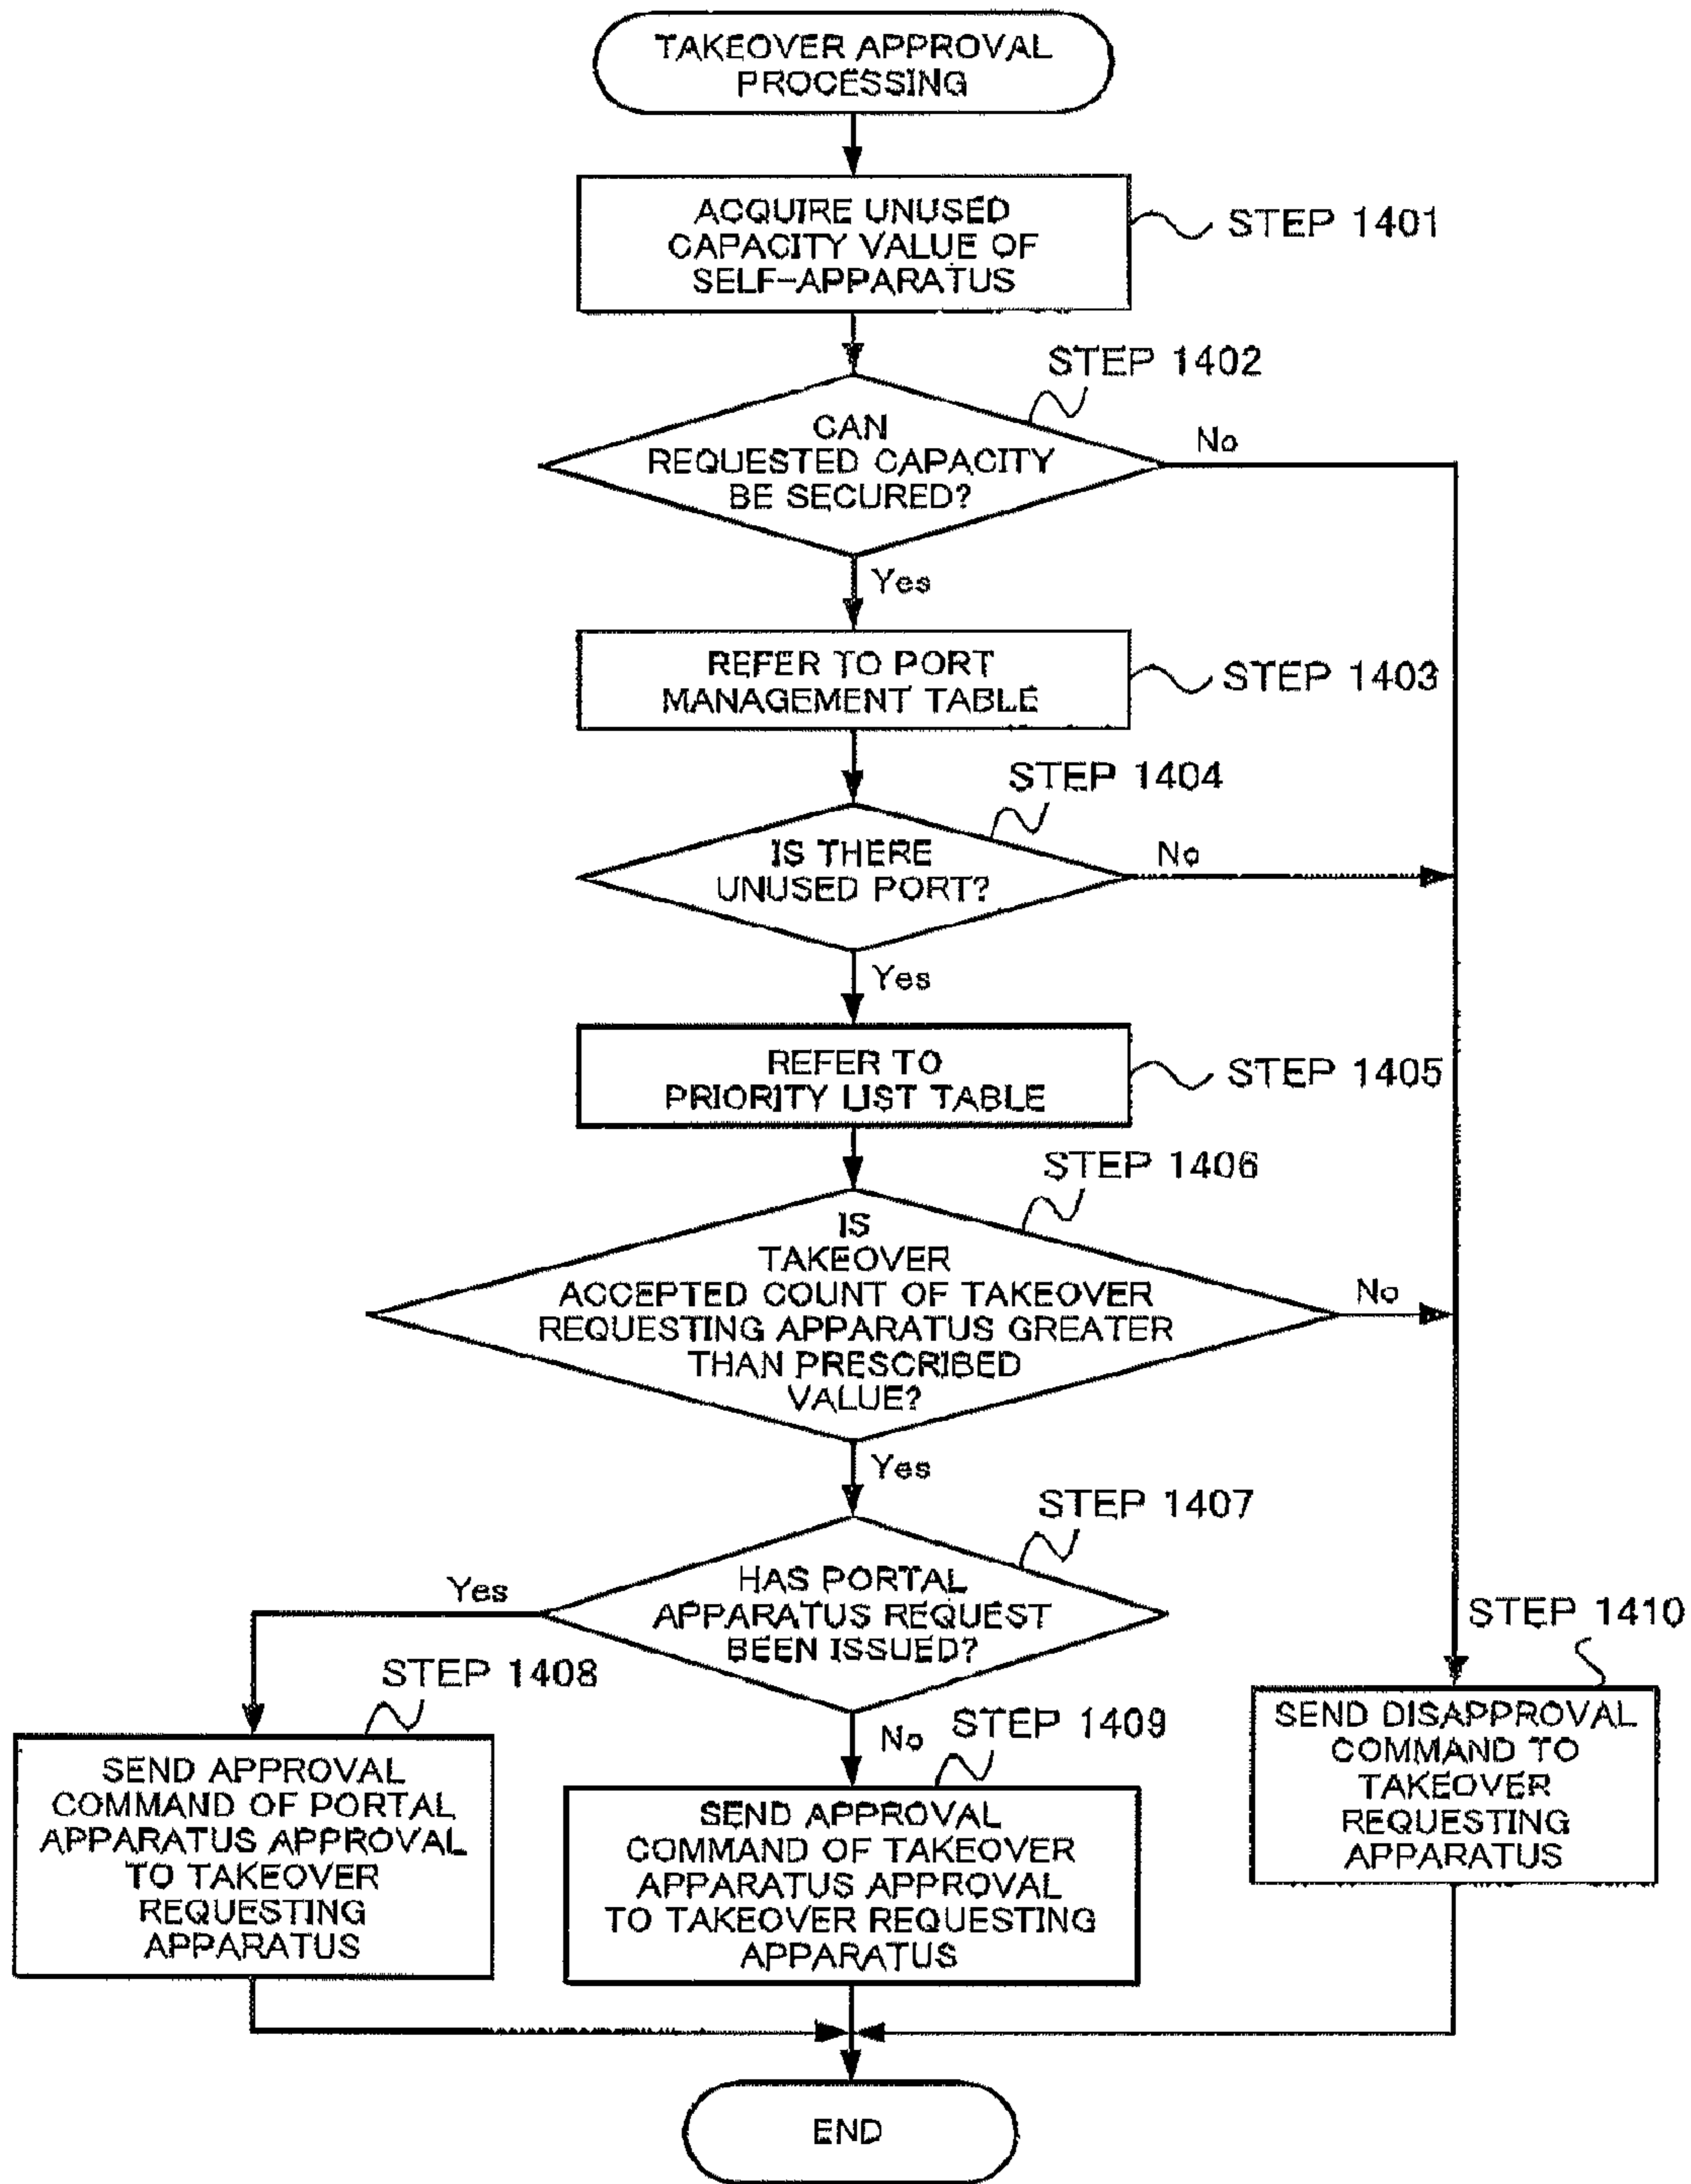 TAKEOVER APPROVAL
PROCESSING
ACQUIRE UNUSED
CAPACITY VALUE OF
SELF-APPARATUS
STEP 1401
STEP 1402
CAN
REQUESTED CAPACITY
BE SECURED?
No
Yes
REFER TO PORT
MANAGEMENT TABLE
STEP 1403
STEP 1404
IS THERE
UNUSED PORT?
No
Yes
REFER TO
PRIORITY LIST TABLE
STEP 1405
STEP 1406
IS
TAKEOVER
ACCEPTED COUNT OF TAKEOVER
REQUESTING APPARATUS GREATER
THAN PRESCRIBED
VALUE?
No
Yes
STEP 1407
HAS PORTAL
APPARATUS REQUEST
BEEN ISSUED?
Yes
No
STEP 1408
SEND APPROVAL
COMMAND OF PORTAL
APPARATUS APPROVAL
TO TAKEOVER
REQUESTING
APPARATUS
STEP 1409
SEND APPROVAL
COMMAND OF TAKEOVER
APPARATUS APPROVAL
TO TAKEOVER REQUESTING
APPARATUS
STEP 1410
SEND DISAPPROVAL
COMMAND TO
TAKEOVER
REQUESTING
APPARATUS
END